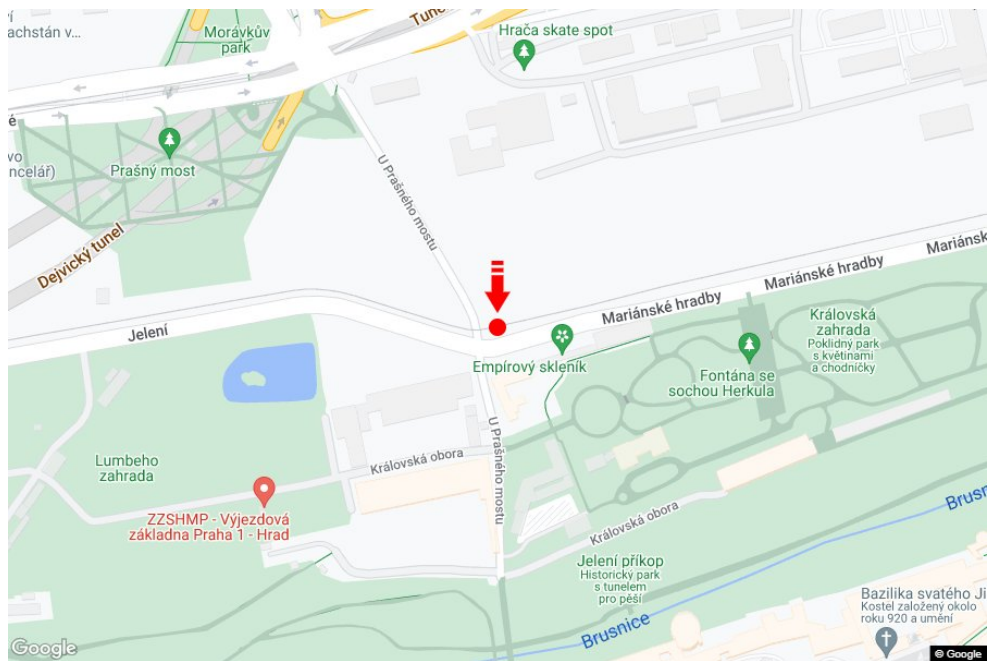 pí
achstán v...
Morávkův
park
Tune
Hrača skate spot
é
vo
ncelář)
Prašný most
U Prašného mostu
Dejvický tunel
Jelení
Mariánské hradby
Mariánské hradby
Mariánsk
Empírový skleník
Královská
zahrada
Poklidný park
s květinami
a chodníčky
Fontána se
sochou Herkula
Lumbeho
zahrada
Královská obora
U Prašného mostu
ZZSHMP - Výjezdová
základna Praha 1 - Hrad
Královská obora
Brusnice
Jelení příkop
Historický park
s tunelem
pro pěší
Brusnice
Bazilika svatého Ji
Kostel založený okolo
roku 920 a umění
Google
© Google